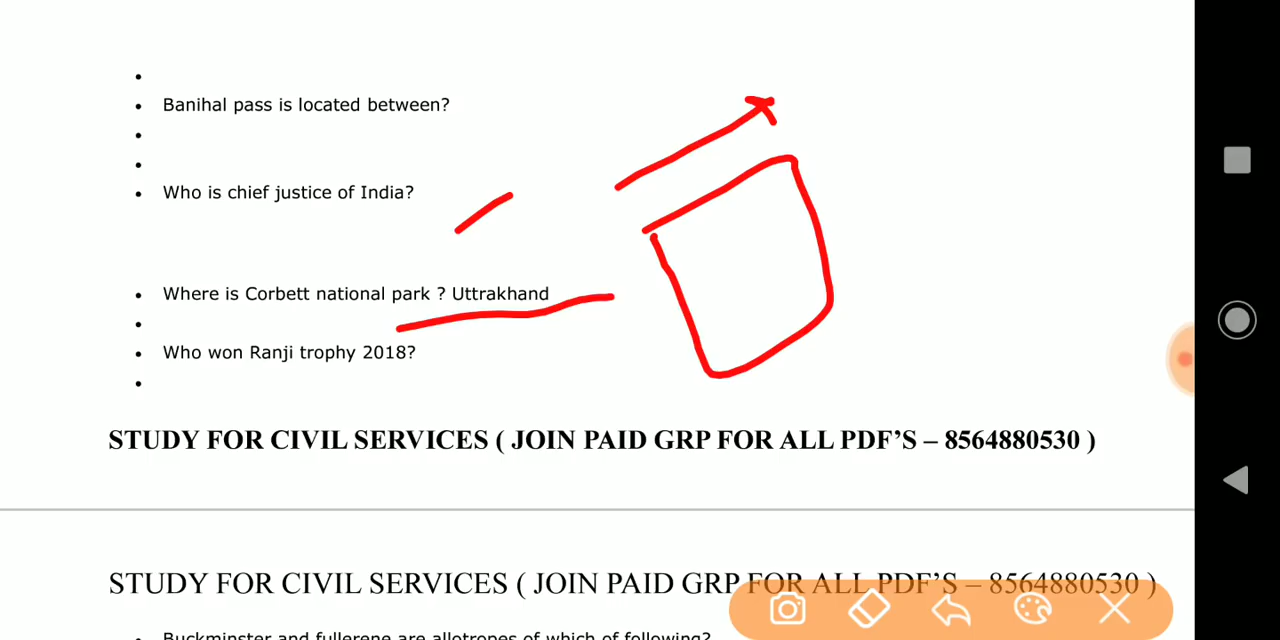 Banihal pass is located between?
Who is chief justice of India?
Where is Corbett national park ? Uttrakhand
Who won Ranji trophy 2018?
STUDY FOR CIVIL SERVICES ( JOIN PAID GRP FOR ALL PDF’S – 8564880530 )
STUDY FOR CIVIL SERVICES ( JOIN PAID GRP FOR ALL PDF’S – 8564880530 )
Buckminster and fullerene are allotropes of which of following?